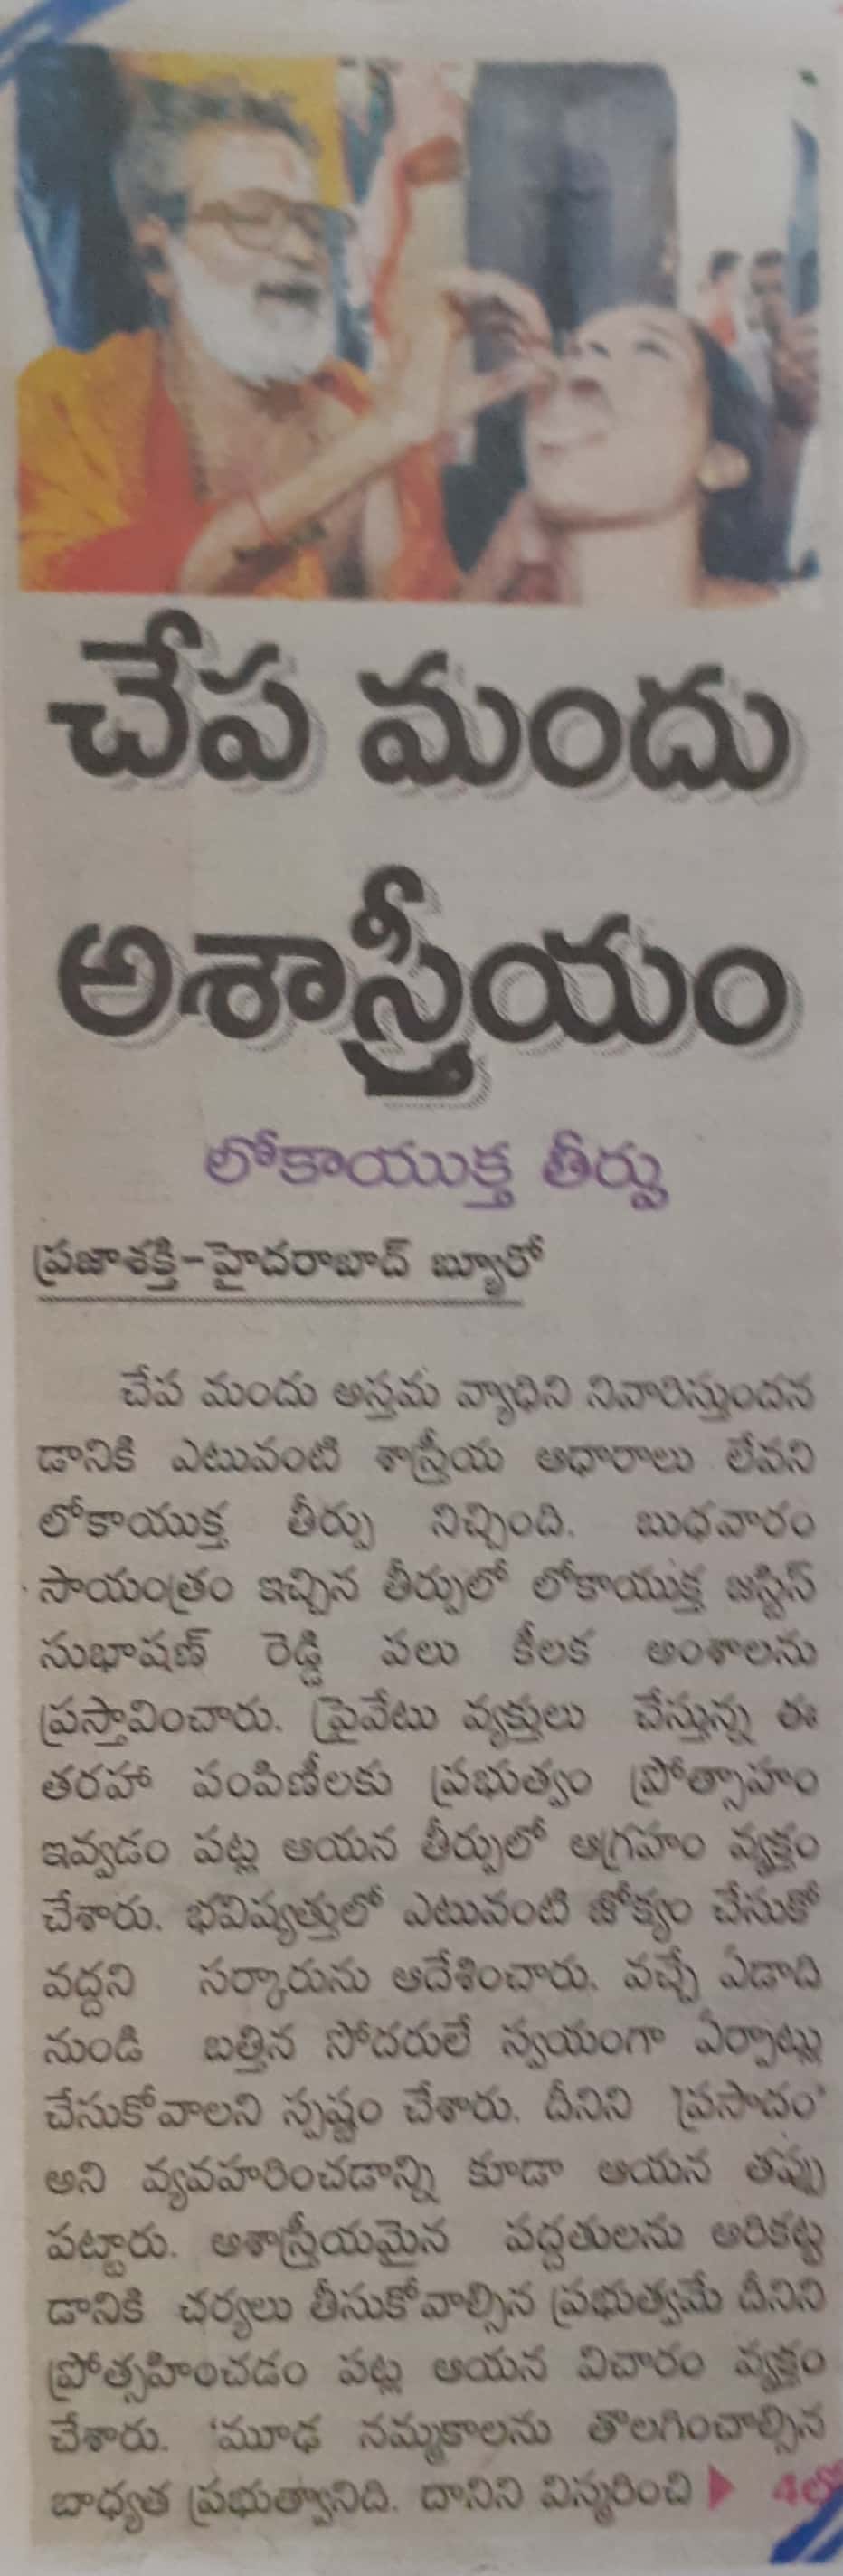 చేప మందు
అశాస్త్రీయం
లోకాయుక్త తీర్పు
ప్రజాశక్తి-హైదరాబాద్ బ్యూరో
చేప మందు అస్తమ వ్యాధిని నివారిస్తుందన
డానికి ఎటువంటి శాస్త్రీయ ఆధారాలు లేవని
లోకాయుక్త తీర్పు నిచ్చింది. బుధవారం
సాయంత్రం ఇచ్చిన తీర్పులో లోకాయుక్త జస్టిస్
సుభాషణ్ రెడ్డి పలు కీలక అంశాలను
ప్రస్తావించారు. ప్రైవేటు వ్యక్తులు చేస్తున్న ఈ
తరహా పంపిణీలకు ప్రభుత్వం ప్రోత్సాహం
ఇవ్వడం పట్ల ఆయన తీర్పులో ఆగ్రహం వ్యక్తం
చేశారు. భవిష్యత్తులో ఎటువంటి జోక్యం చేసుకో
వద్దని సర్కారును ఆదేశించారు. వచ్చే ఏడాది
నుండి బత్తిన సోదరులే స్వయంగా ఏర్పాట్లు
చేసుకోవాలని స్పష్టం చేశారు. దీనిని 'ప్రసాదం'
అని వ్యవహరించడాన్ని కూడా ఆయన తప్పు
పట్టారు. అశాస్త్రీయమైన పద్దతులను అరికట్ట
డానికి చర్యలు తీసుకోవాల్సిన ప్రభుత్వమే దీనిని
ప్రోత్సహించడం పట్ల ఆయన విచారం వ్యక్తం
చేశారు. 'మూఢ నమ్మకాలను తొలగించాల్సిన
బాధ్యత ప్రభుత్వానిది. దానిని విస్మరించి ▶ 4లో